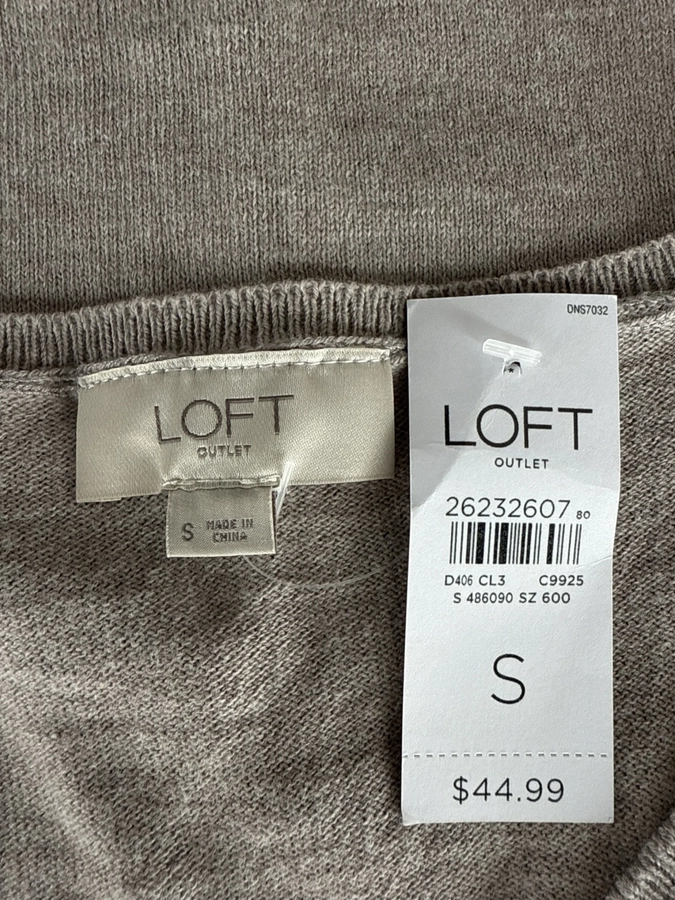 LOFT
OUTLET
S MADE IN
CHINA
DNS7032
LOFT
OUTLET
26232607 80
D406 CL3 C9925
S 486090 SZ 600
S
$44.99